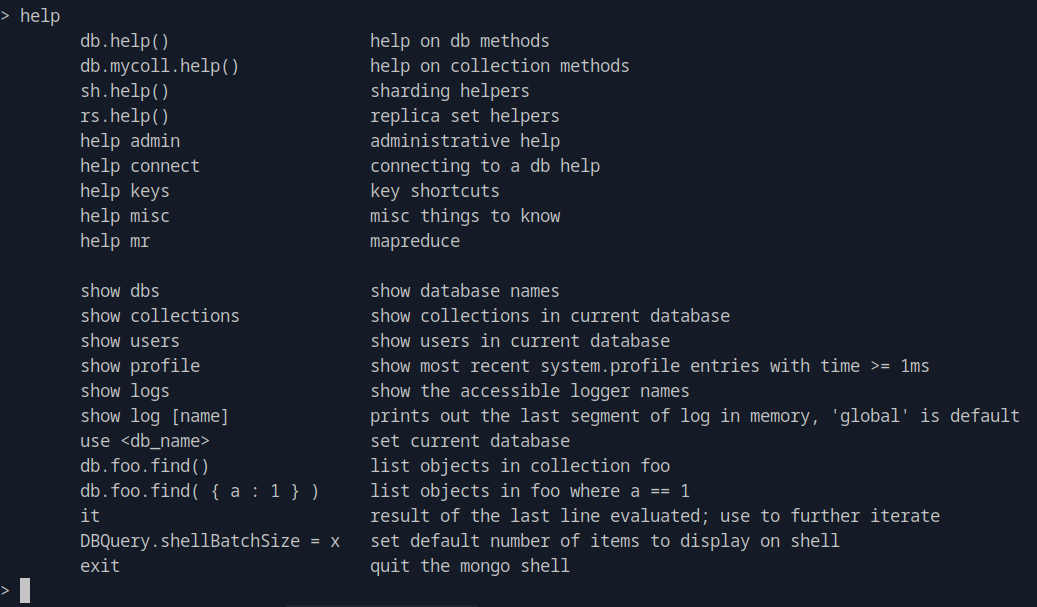 > help
db.help() help on db methods
db.mycoll.help() help on collection methods
sh.help() sharding helpers
rs.help() replica set helpers
help admin administrative help
help connect connecting to a db help
help keys key shortcuts
help misc misc things to know
help mr mapreduce
show dbs show database names
show collections show collections in current database
show users show users in current database
show profile show most recent system.profile entries with time >= 1ms
show logs show the accessible logger names
show log [name] prints out the last segment of log in memory, 'global' is default
use <db_name> set current database
db.foo.find() list objects in collection foo
db.foo.find( { a : 1 } ) list objects in foo where a == 1
it result of the last line evaluated; use to further iterate
DBQuery.shellBatchSize = x set default number of items to display on shell
exit quit the mongo shell
>